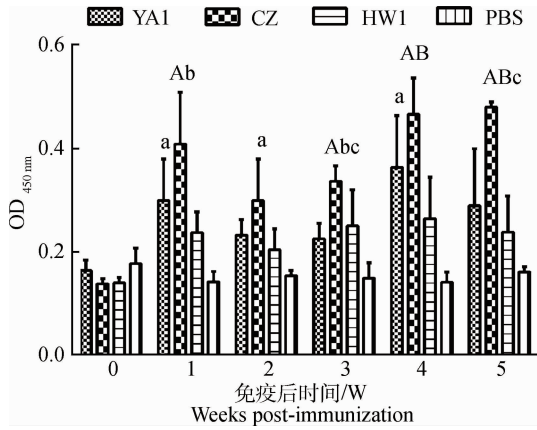 YA1 CZ HW1 PBS
0.6
Ab AB ABc
a a a Abc
0.4
OD 450 nm
0.2
0.0
0 1 2 3 4 5
免疫后时间/W
Weeks post-immunization